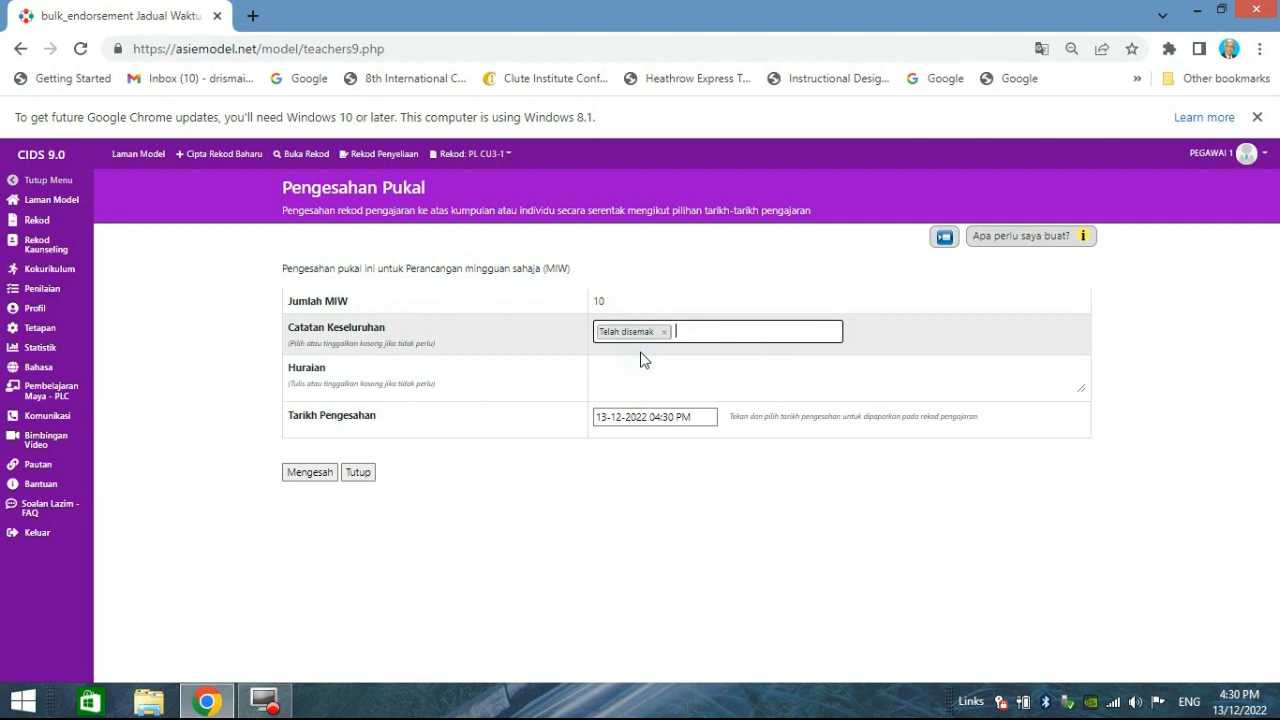 bulk_endorsement Jadual Waktu
https://asiemodel.net/model/teachers9.php
Getting Started
Inbox (10) - drismai...
Google
8th International C...
Clute Institute Conf...
Heathrow Express T...
Instructional Desig...
Google
Google
»
Other bookmarks
To get future Google Chrome updates, you'll need Windows 10 or later. This computer is using Windows 8.1.
Learn more
CIDS 9.0
Laman Model
Cipta Rekod Baharu
Buka Rekod
Rekod Penyeliaan
Rekod: PL CU3-1
PEGAWAI 1
Tutup Menu
Laman Model
Rekod
Rekod
Kaunseling
Kokurikulum
Penilaian
Profil
Tetapan
Statistik
Bahasa
Pembelajaran
Maya - PLC
Komunikasi
Bimbingan
Video
Pautan
Bantuan
Soalan Lazim -
FAQ
Keluar
Pengesahan Pukal
Pengesahan rekod pengajaran ke atas kumpulan atau individu secara serentak mengikut pilihan tarikh-tarikh pengajaran
Apa perlu saya buat? i
Pengesahan pukal ini untuk Perancangan mingguan sahaja (MIW)
Jumlah MIW 10
Catatan Keseluruhan
(Pilih atau tinggalkan kosong jika tidak perlu)
Telah disemak ×
Huraian
(Tulis atau tinggalkan kosong jika tidak perlu)
Tarikh Pengesahan
13-12-2022 04:30 PM
Tekan dan pilih tarikh pengesahan untuk dipaparkan pada rekod pengajaran
Mengesah
Tutup
Links
ENG
4:30 PM
13/12/2022